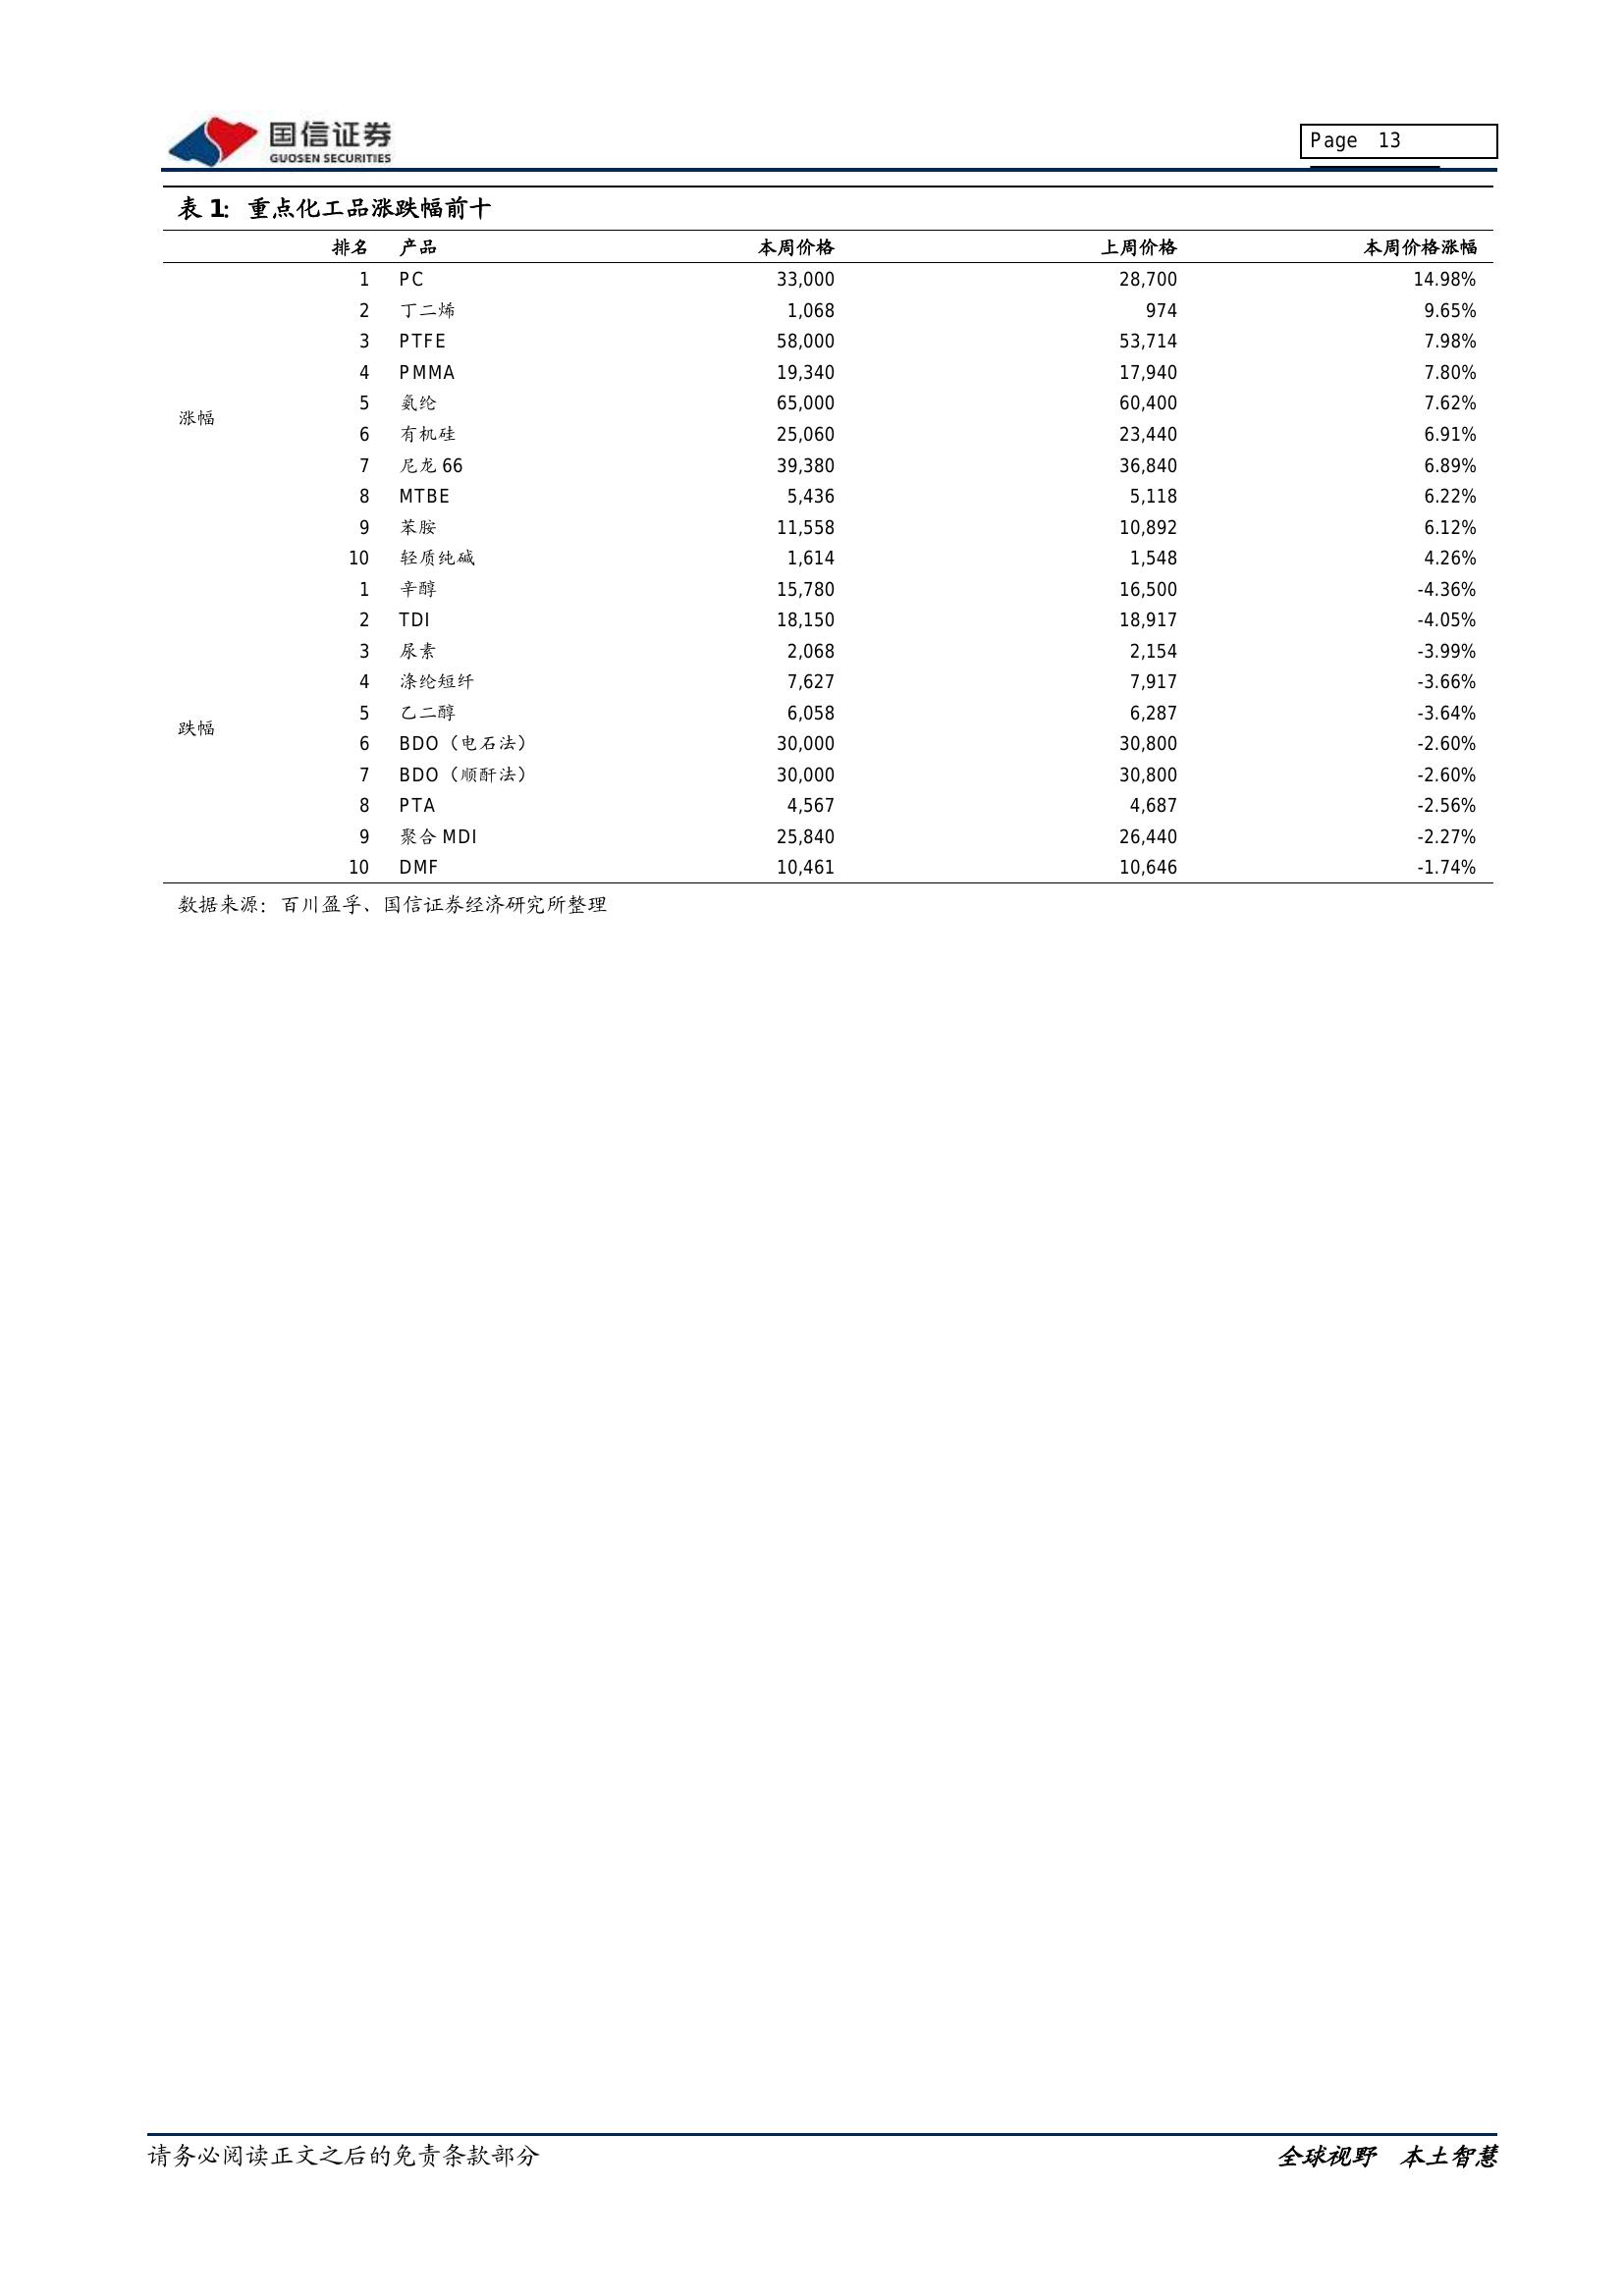 国信证券
GUOSEN SECURITIES
Page 13
表 1: 重点化工品涨跌幅前十
排名 产品 本周价格 上周价格 本周价格涨幅
1 PC 33,000 28,700 14.98%
2 丁二烯 1,068 974 9.65%
3 PTFE 58,000 53,714 7.98%
4 PMMA 19,340 17,940 7.80%
涨幅
5 氨纶 65,000 60,400 7.62%
6 有机硅 25,060 23,440 6.91%
7 尼龙 66 39,380 36,840 6.89%
8 MTBE 5,436 5,118 6.22%
9 苯胺 11,558 10,892 6.12%
10 轻质纯碱 1,614 1,548 4.26%
1 辛醇 15,780 16,500 -4.36%
2 TDI 18,150 18,917 -4.05%
3 尿素 2,068 2,154 -3.99%
4 涤纶短纤 7,627 7,917 -3.66%
跌幅
5 乙二醇 6,058 6,287 -3.64%
6 BDO（电石法） 30,000 30,800 -2.60%
7 BDO（顺酐法） 30,000 30,800 -2.60%
8 PTA 4,567 4,687 -2.56%
9 聚合 MDI 25,840 26,440 -2.27%
10 DMF 10,461 10,646 -1.74%
数据来源：百川盈孚、国信证券经济研究所整理
请务必阅读正文之后的免责条款部分
全球视野 本土智慧